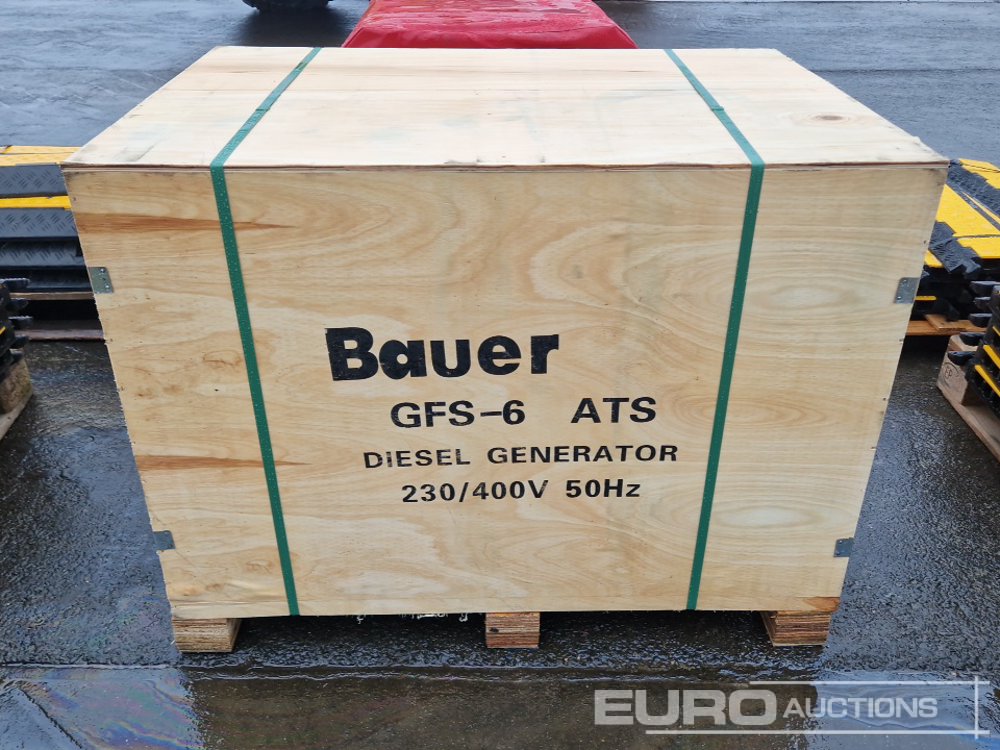 Bauer
GFS-6 ATS
DIESEL GENERATOR
230/400V 50Hz
EURO AUCTIONS